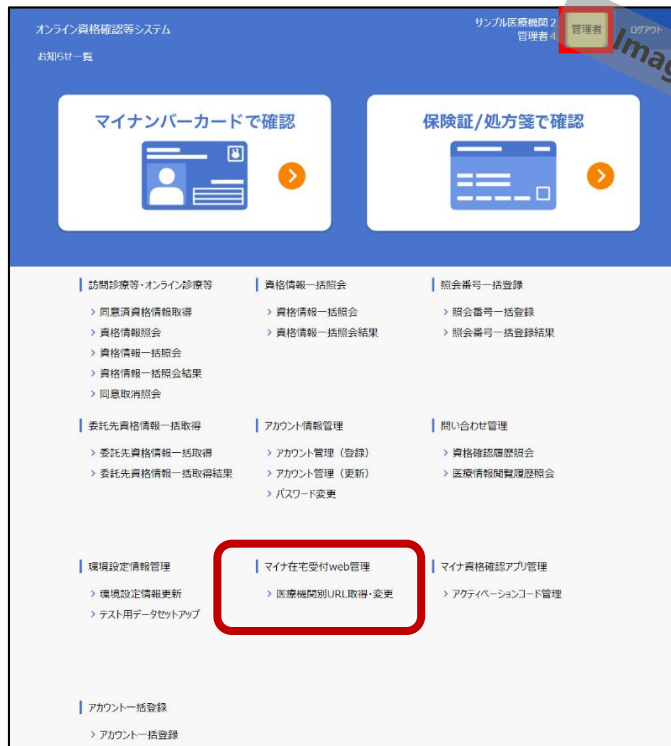 オンライン資格確認等システム
サンプル医療機関2
管理者4
管理者
ログアウト
Imag
お知らせ一覧
マイナンバーカードで確認
保険証/処方箋で確認
訪問診療等・オンライン診療等
> 同意済資格情報取得
> 資格情報照会
> 資格情報一括照会
> 資格情報一括照会結果
> 同意取消照会
資格情報一括照会
> 資格情報一括照会
> 資格情報一括照会結果
照会番号一括登録
> 照会番号一括登録
> 照会番号一括登録結果
委託先資格情報一括取得
> 委託先資格情報一括取得
> 委託先資格情報一括取得結果
アカウント情報管理
> アカウント管理（登録）
> アカウント管理（更新）
> パスワード変更
問い合わせ管理
> 資格確認履歴照会
> 医療情報閲覧履歴照会
環境設定情報管理
> 環境設定情報更新
> テスト用データセットアップ
マイナ在宅受付web管理
> 医療機関別URL取得・変更
マイナ資格確認アプリ管理
> アクティベーションコード管理
アカウント一括登録
> アカウント一括登録